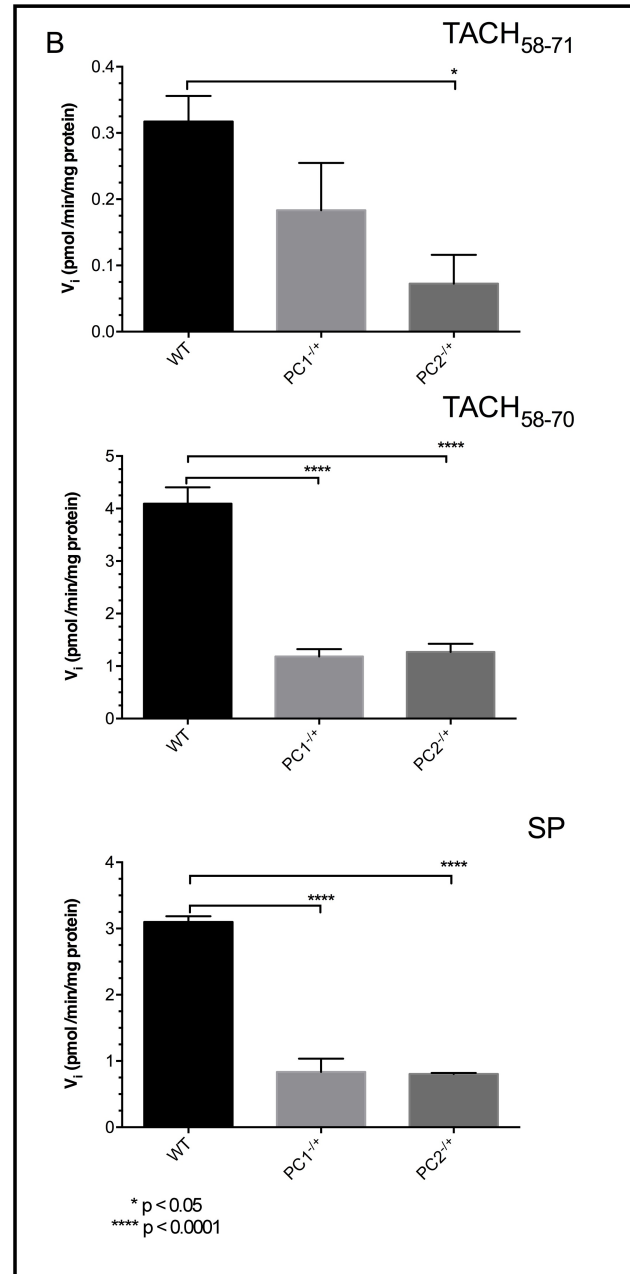 B
TACH58-71
*
0.4
0.3
0.2
0.1
0.0
Vi (pmol/min/mg protein)
WT
PC1-/+
PC2-/+
TACH58-70
****
****
5
4
3
2
1
0
Vi (pmol/min/mg protein)
WT
PC1-/+
PC2-/+
SP
****
****
4
3
2
1
0
Vi (pmol/min/mg protein)
WT
PC1-/+
PC2-/+
* p < 0.05
**** p < 0.0001